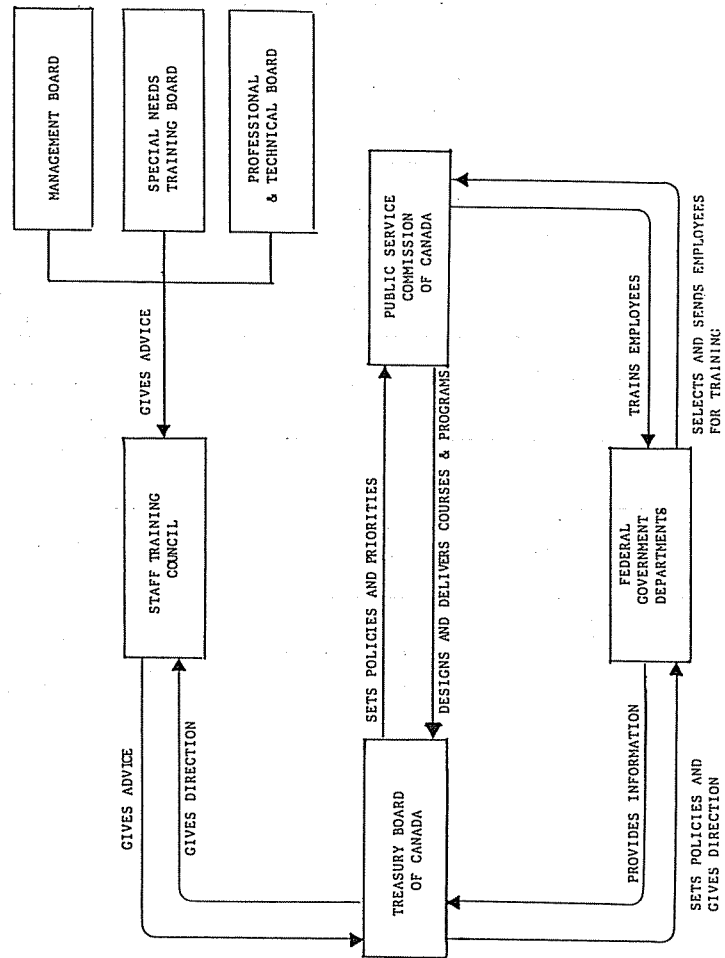 MANAGEMENT BOARD
SPECIAL NEEDS
TRAINING BOARD
PROFESSIONAL
& TECHNICAL BOARD
GIVES ADVICE
STAFF TRAINING
COUNCIL
GIVES ADVICE
GIVES DIRECTION
PUBLIC SERVICE
COMMISSION
OF CANADA
SETS POLICIES AND PRIORITIES
DESIGNS AND DELIVERS COURSES & PROGRAMS
TREASURY BOARD
OF CANADA
TRAINS EMPLOYEES
SELECTS AND SENDS EMPLOYEES
FOR TRAINING
FEDERAL
GOVERNMENT
DEPARTMENTS
PROVIDES INFORMATION
SETS POLICIES AND
GIVES DIRECTION